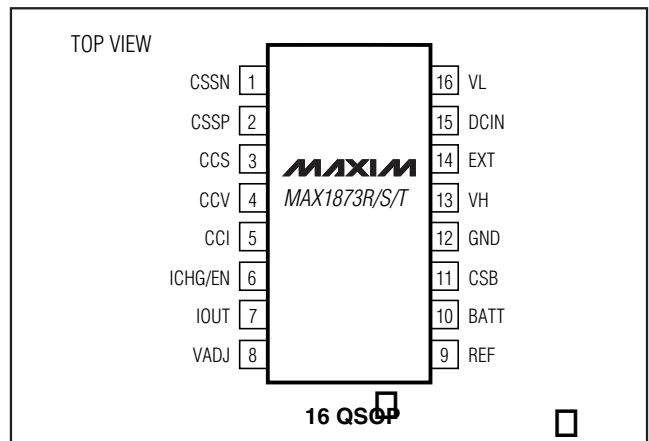 TOP VIEW
CSSN 1 16 VL
CSSP 2 15 DCIN
CCS 3 14 EXT
MAXIM
CCV 4 MAX1873R/S/T 13 VH
CCI 5 12 GND
ICHG/EN 6 11 CSB
IOUT 7 10 BATT
VADJ 8 9 REF
16 QSOP